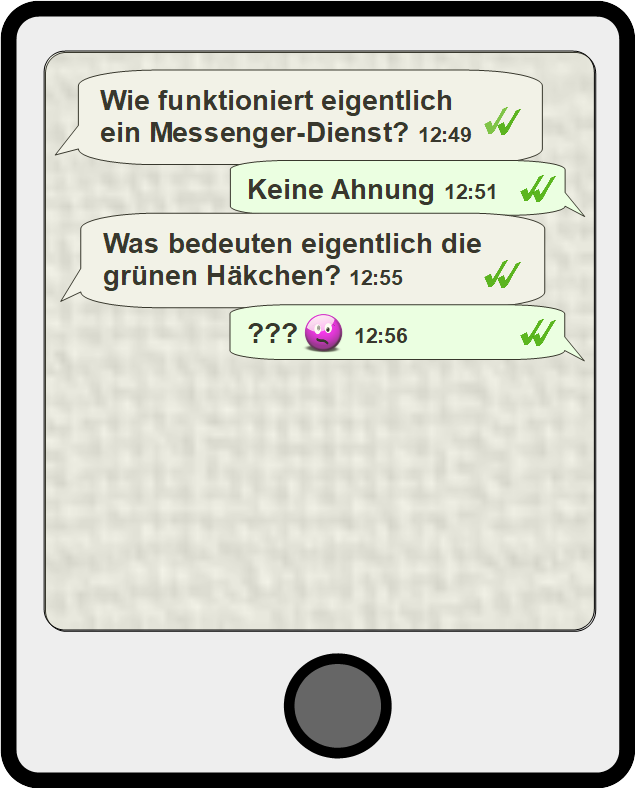 Wie funktioniert eigentlich
ein Messenger-Dienst? 12:49
Keine Ahnung 12:51
Was bedeuten eigentlich die
grünen Häkchen? 12:55
??? 12:56